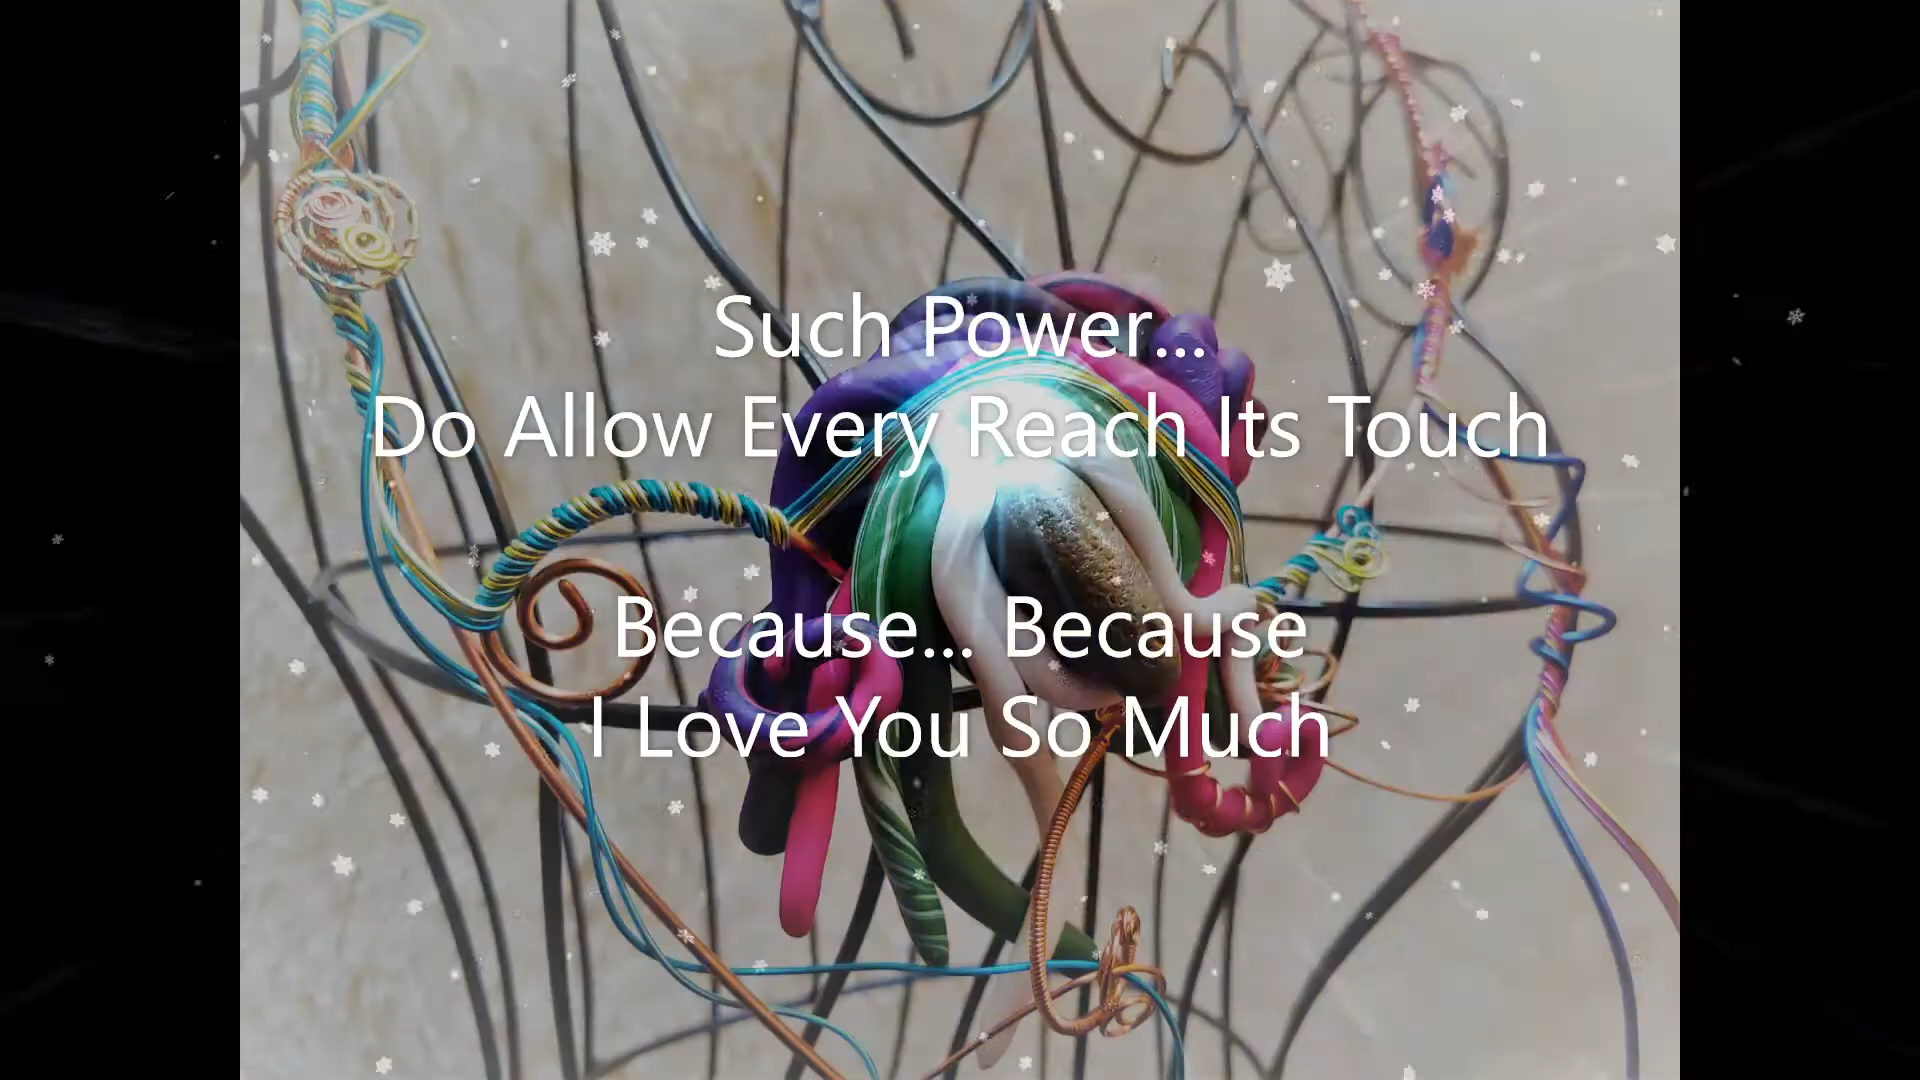 Such Power...
Do Allow Every Reach Its Touch
Because... Because
I Love You So Much